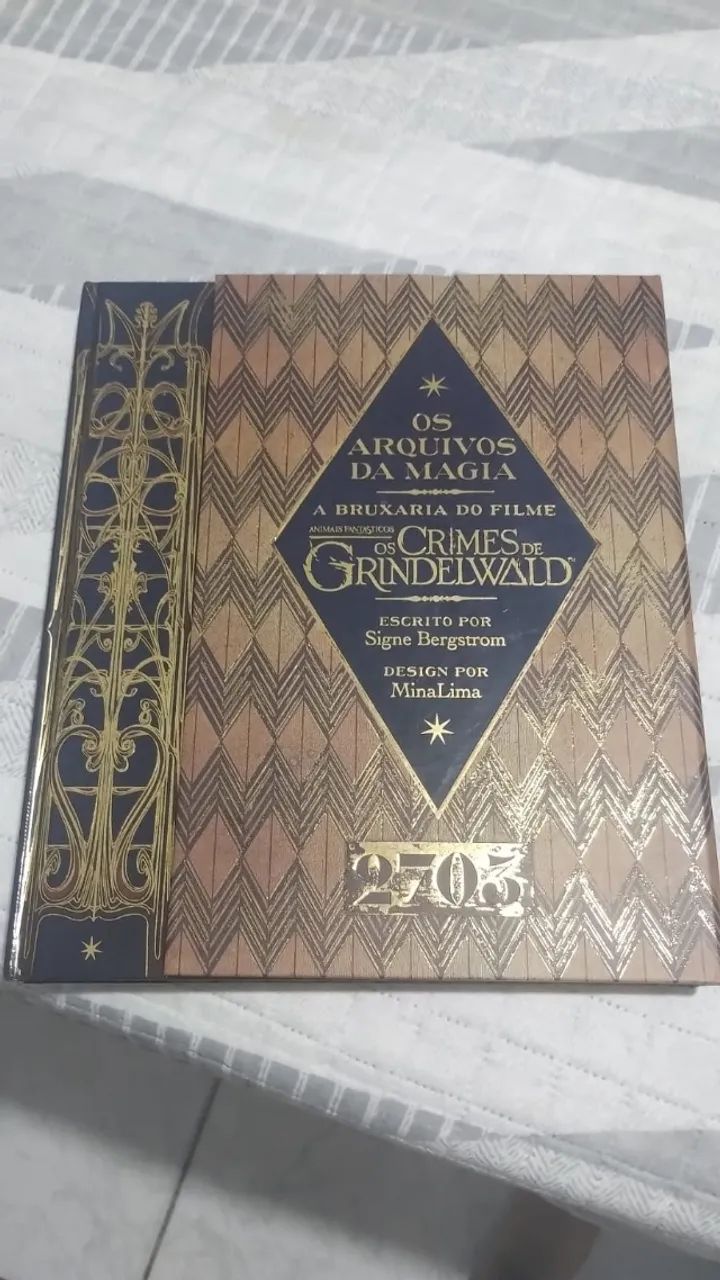 OS
ARQUIVOS
DA MAGIA
A BRUXARIA DO FILME
ANIMAIS FANTÁSTICOS
OS CRIMES DE
GRINDELWALD™
ESCRITO POR
Signe Bergstrom
DESIGN POR
MinaLima
2703